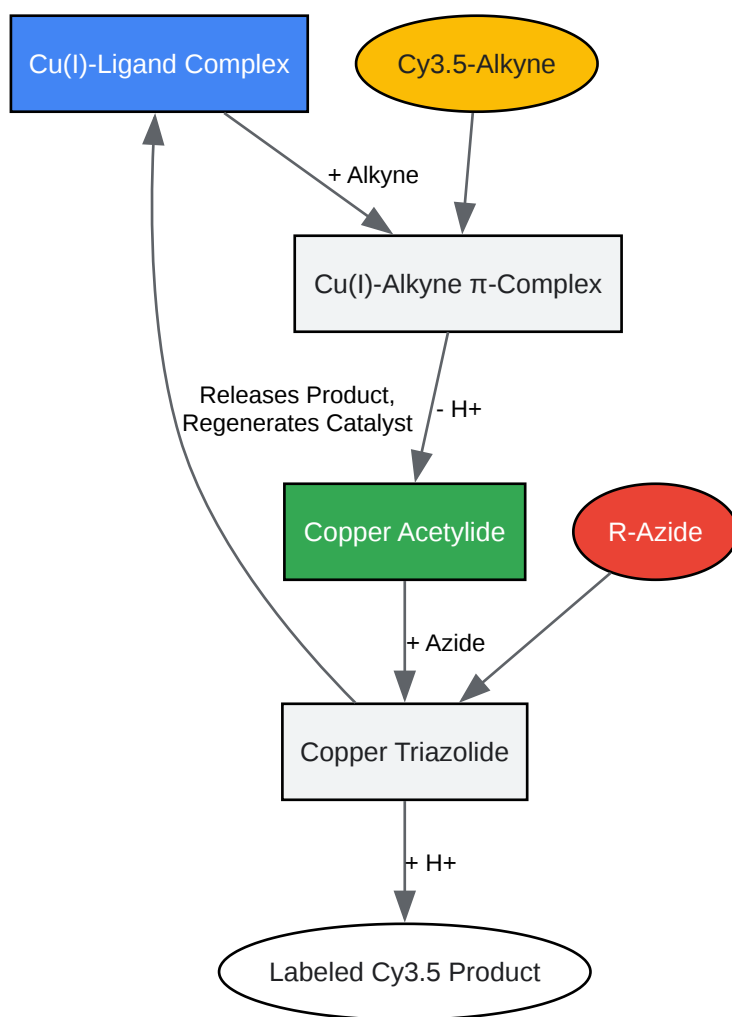 Cu(I)-Ligand Complex
Cy3.5-Alkyne
+ Alkyne
Cu(I)-Alkyne π-Complex
Releases Product,
Regenerates Catalyst
- H+
Copper Acetylide
R-Azide
+ Azide
Copper Triazolide
+ H+
Labeled Cy3.5 Product